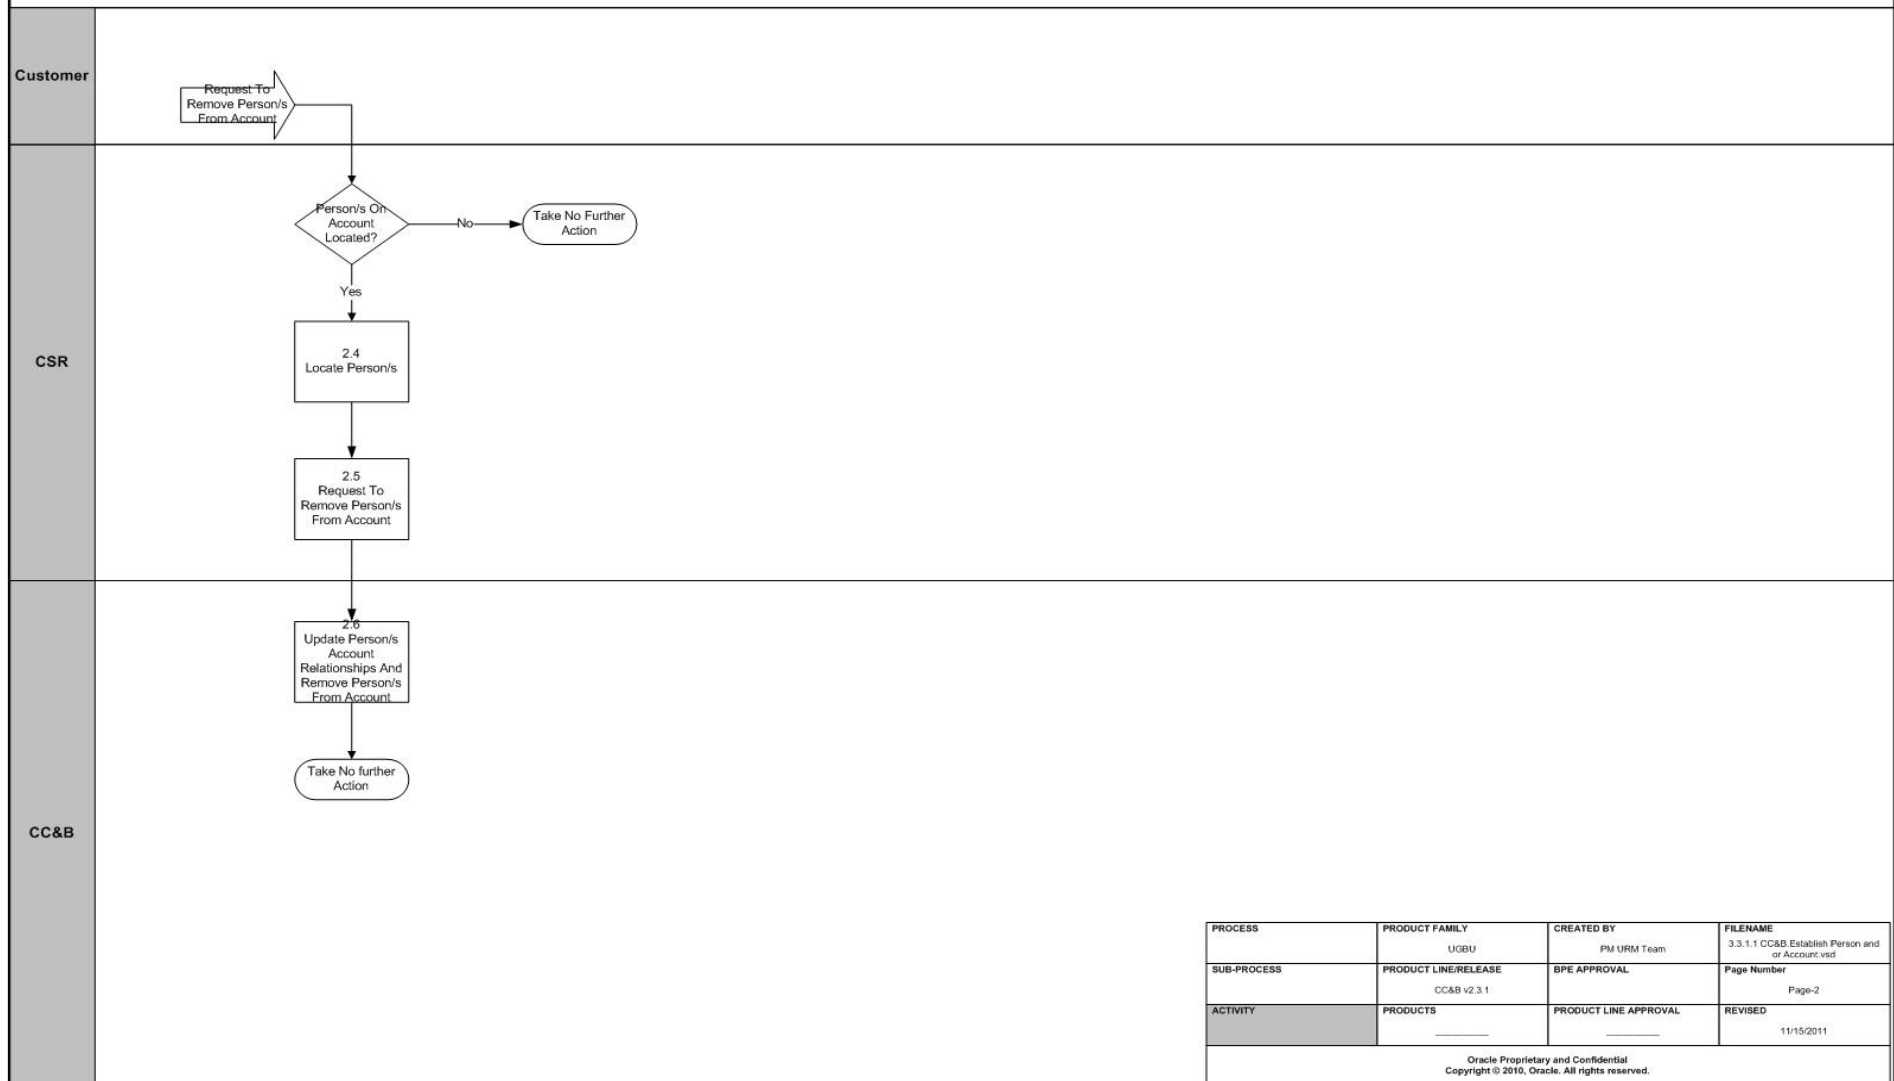 Customer
Request To
Remove Person/s
From Account
CSR
Person/s On
Account
Located?
No
Take No Further
Action
Yes
2.4
Locate Person/s
2.5
Request To
Remove Person/s
From Account
CC&B
2.6
Update Person/s
Account
Relationships And
Remove Person/s
From Account
Take No further
Action
PROCESS
PRODUCT FAMILY
UGBU
CREATED BY
PM URM Team
FILENAME
3.3.1.1 CC&B.Establish Person and
or Account.vsd
SUB-PROCESS
PRODUCT LINE/RELEASE
CC&B v2.3.1
BPE APPROVAL
Page Number
Page-2
ACTIVITY
PRODUCTS
PRODUCT LINE APPROVAL
REVISED
11/15/2011
Oracle Proprietary and Confidential
Copyright © 2010, Oracle. All rights reserved.